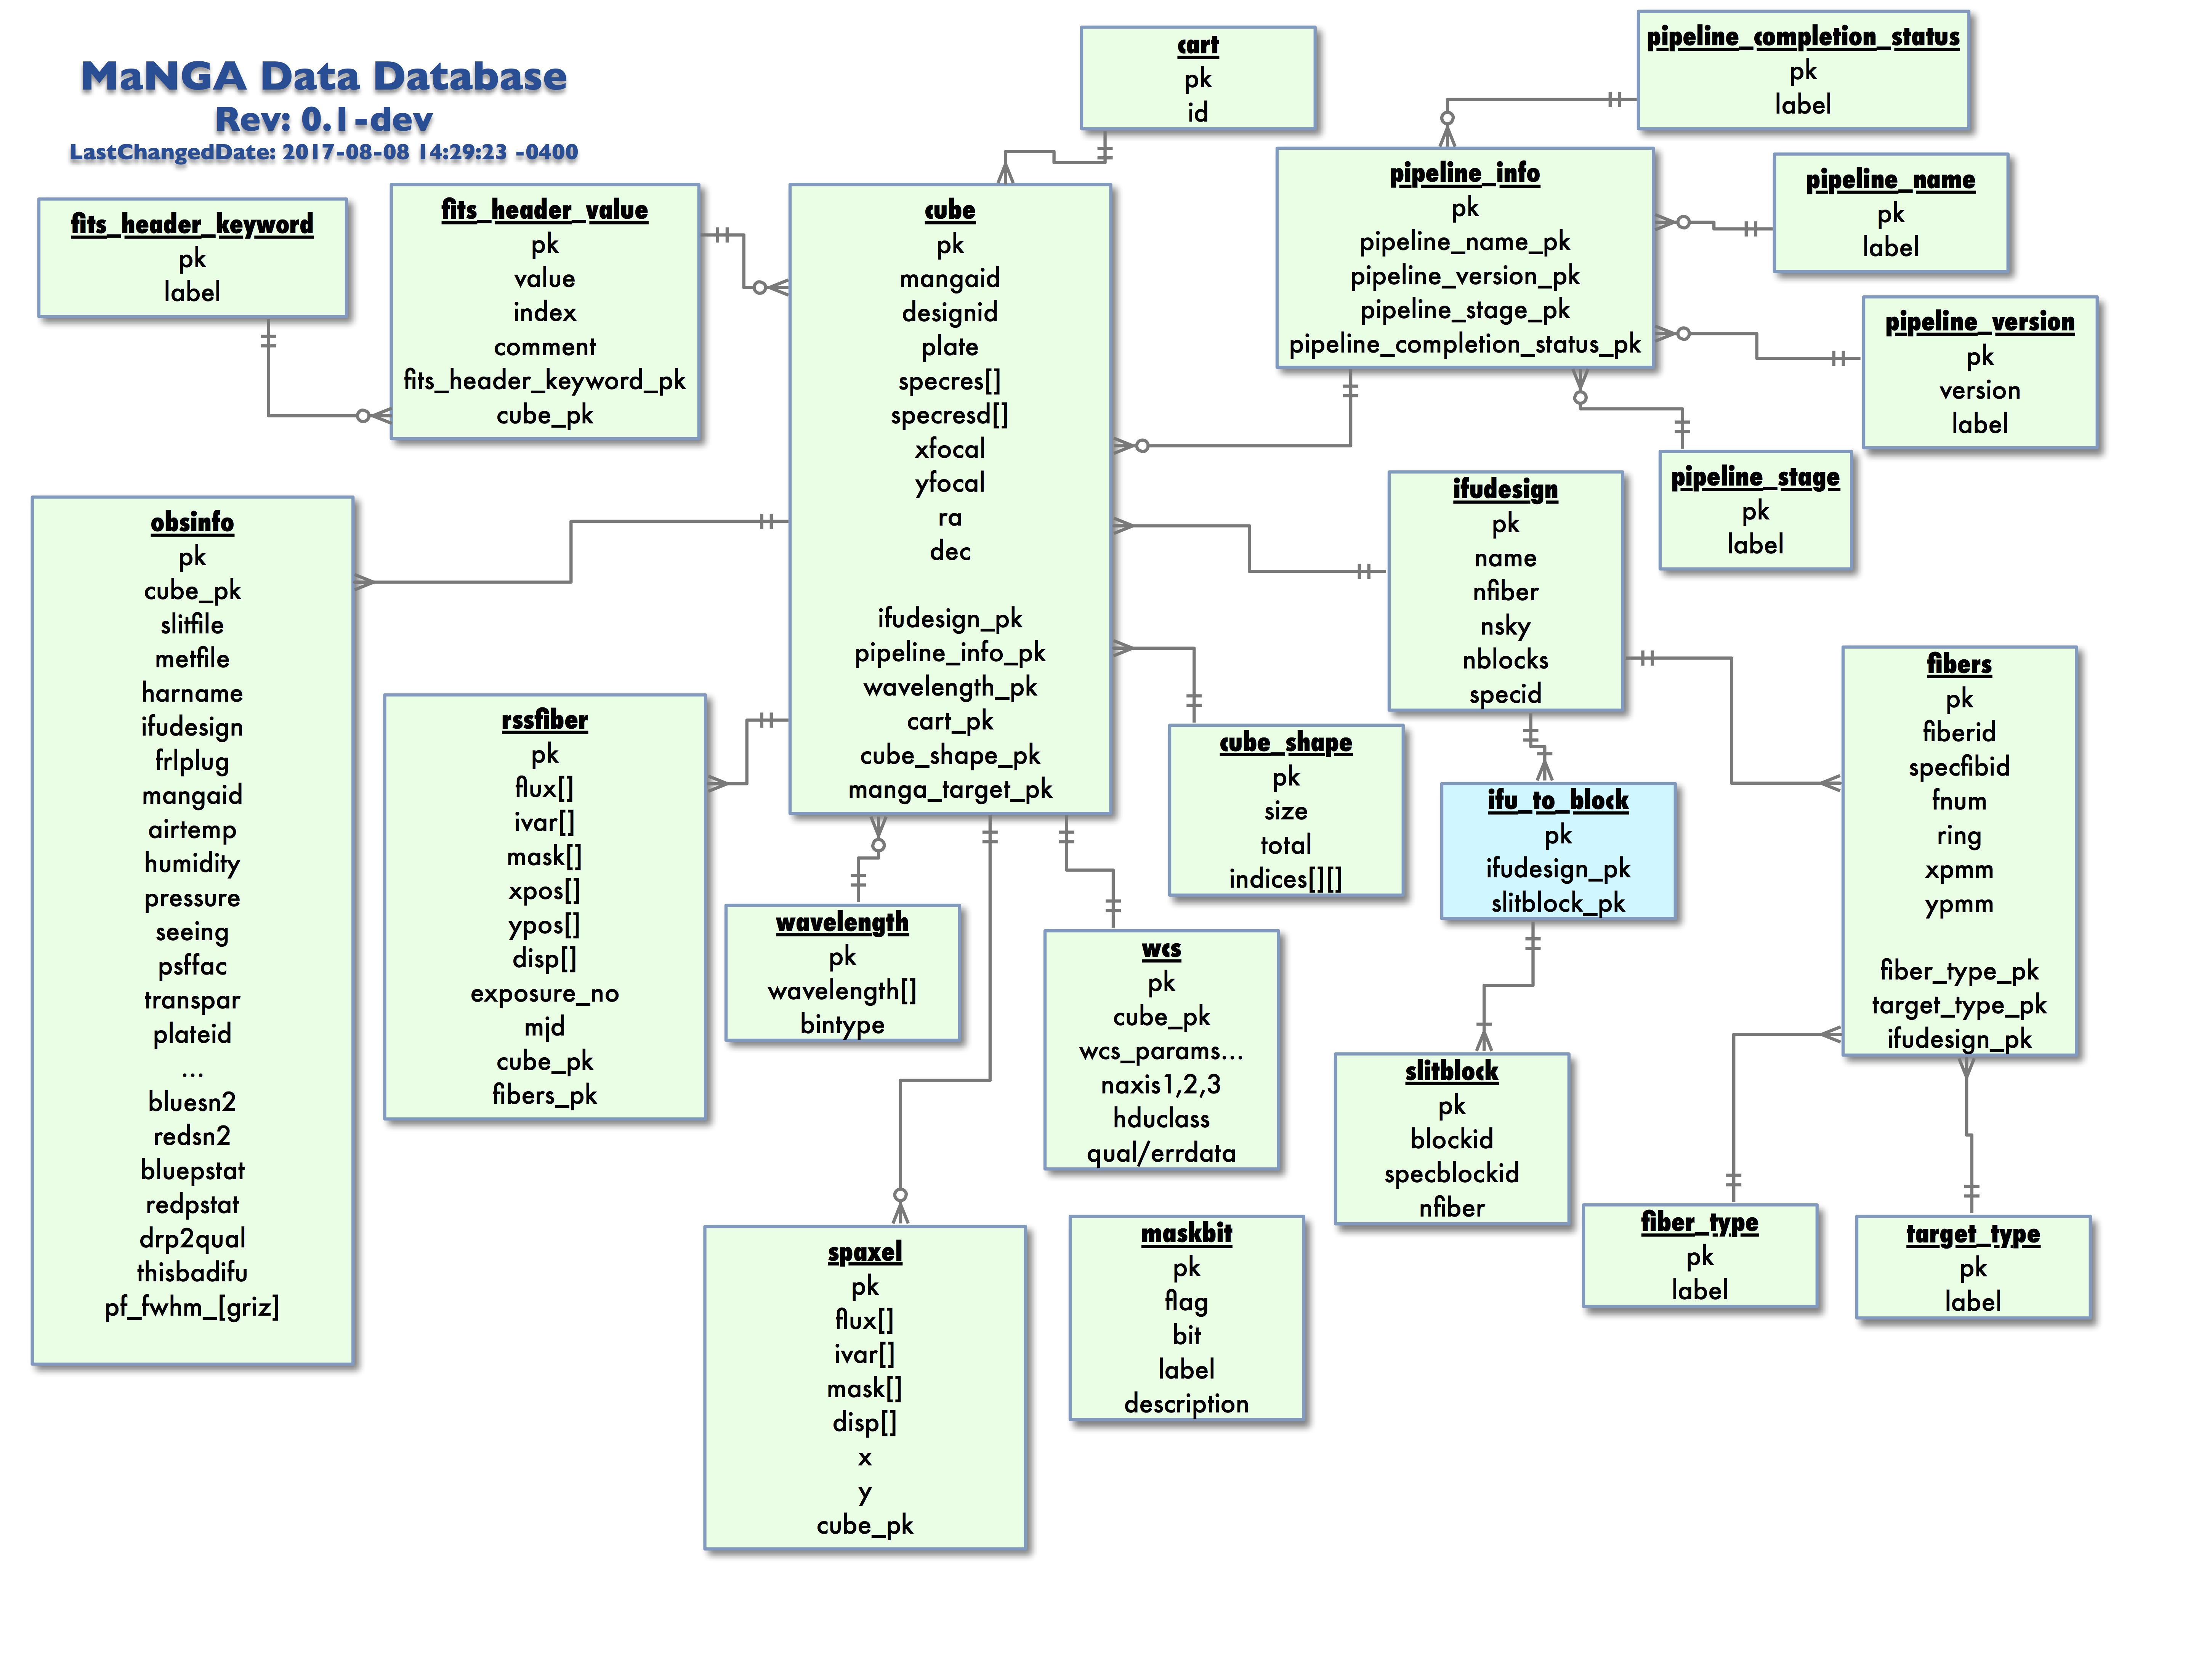 MaNGA Data Database
Rev: 0.1-dev
LastChangedDate: 2017-08-08 14:29:23 -0400
cart
pk
id
pipeline_completion_status
pk
label
pipeline_info
pk
pipeline_name_pk
pipeline_version_pk
pipeline_stage_pk
pipeline_completion_status_pk
pipeline_name
pk
label
pipeline_version
pk
version
label
pipeline_stage
pk
label
fits_header_keyword
pk
label
fits_header_value
pk
value
index
comment
fits_header_keyword_pk
cube_pk
cube
pk
mangaid
designid
plate
specres[]
specresd[]
xfocal
yfocal
ra
dec
ifudesign_pk
pipeline_info_pk
wavelength_pk
cart_pk
cube_shape_pk
manga_target_pk
obsinfo
pk
cube_pk
slitfile
metfile
harname
ifudesign
frlplug
mangaid
airtemp
humidity
pressure
seeing
psffac
transpar
plateid
...
bluesn2
redsn2
bluepstat
redpstat
drp2qual
thisbadifu
pf_fwhm_[griz]
rssfiber
pk
flux[]
ivar[]
mask[]
xpos[]
ypos[]
disp[]
exposure_no
mjd
cube_pk
fibers_pk
ifudesign
pk
name
nfiber
nsky
nblocks
specid
fibers
pk
fiberid
specfibid
fnum
ring
xpmm
ypmm
fiber_type_pk
target_type_pk
ifudesign_pk
cube_shape
pk
size
total
indices[][]
ifu_to_block
pk
ifudesign_pk
slitblock_pk
wavelength
pk
wavelength[]
bintype
wcs
pk
cube_pk
wcs_params...
naxis1,2,3
hduclass
qual/errdata
slitblock
pk
blockid
specblockid
nfiber
fiber_type
pk
label
target_type
pk
label
spaxel
pk
flux[]
ivar[]
mask[]
disp[]
x
y
cube_pk
maskbit
pk
flag
bit
label
description